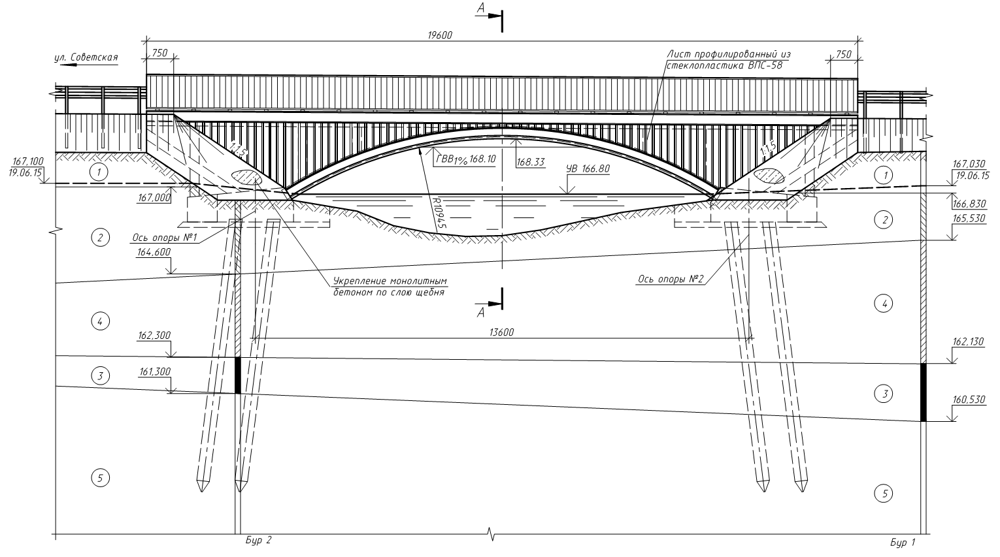 А
19600
ул. Советская
750
Лист профилированный из
стеклопластика ВПС-58
750
1:1.5
1:1.5
167,100
19.06.15
1
ГВВ1% 168.10
168.33
УВ 166.80
1
167,030
19.06.15
167,000
R10945
166,830
2
165,530
2
Ось опоры №1
164,600
Укрепление монолитным
бетоном по слою щебня
Ось опоры №2
А
4
4
162,300
13600
162,130
3
161,300
3
160,530
5
5
Бур 2
Бур 1